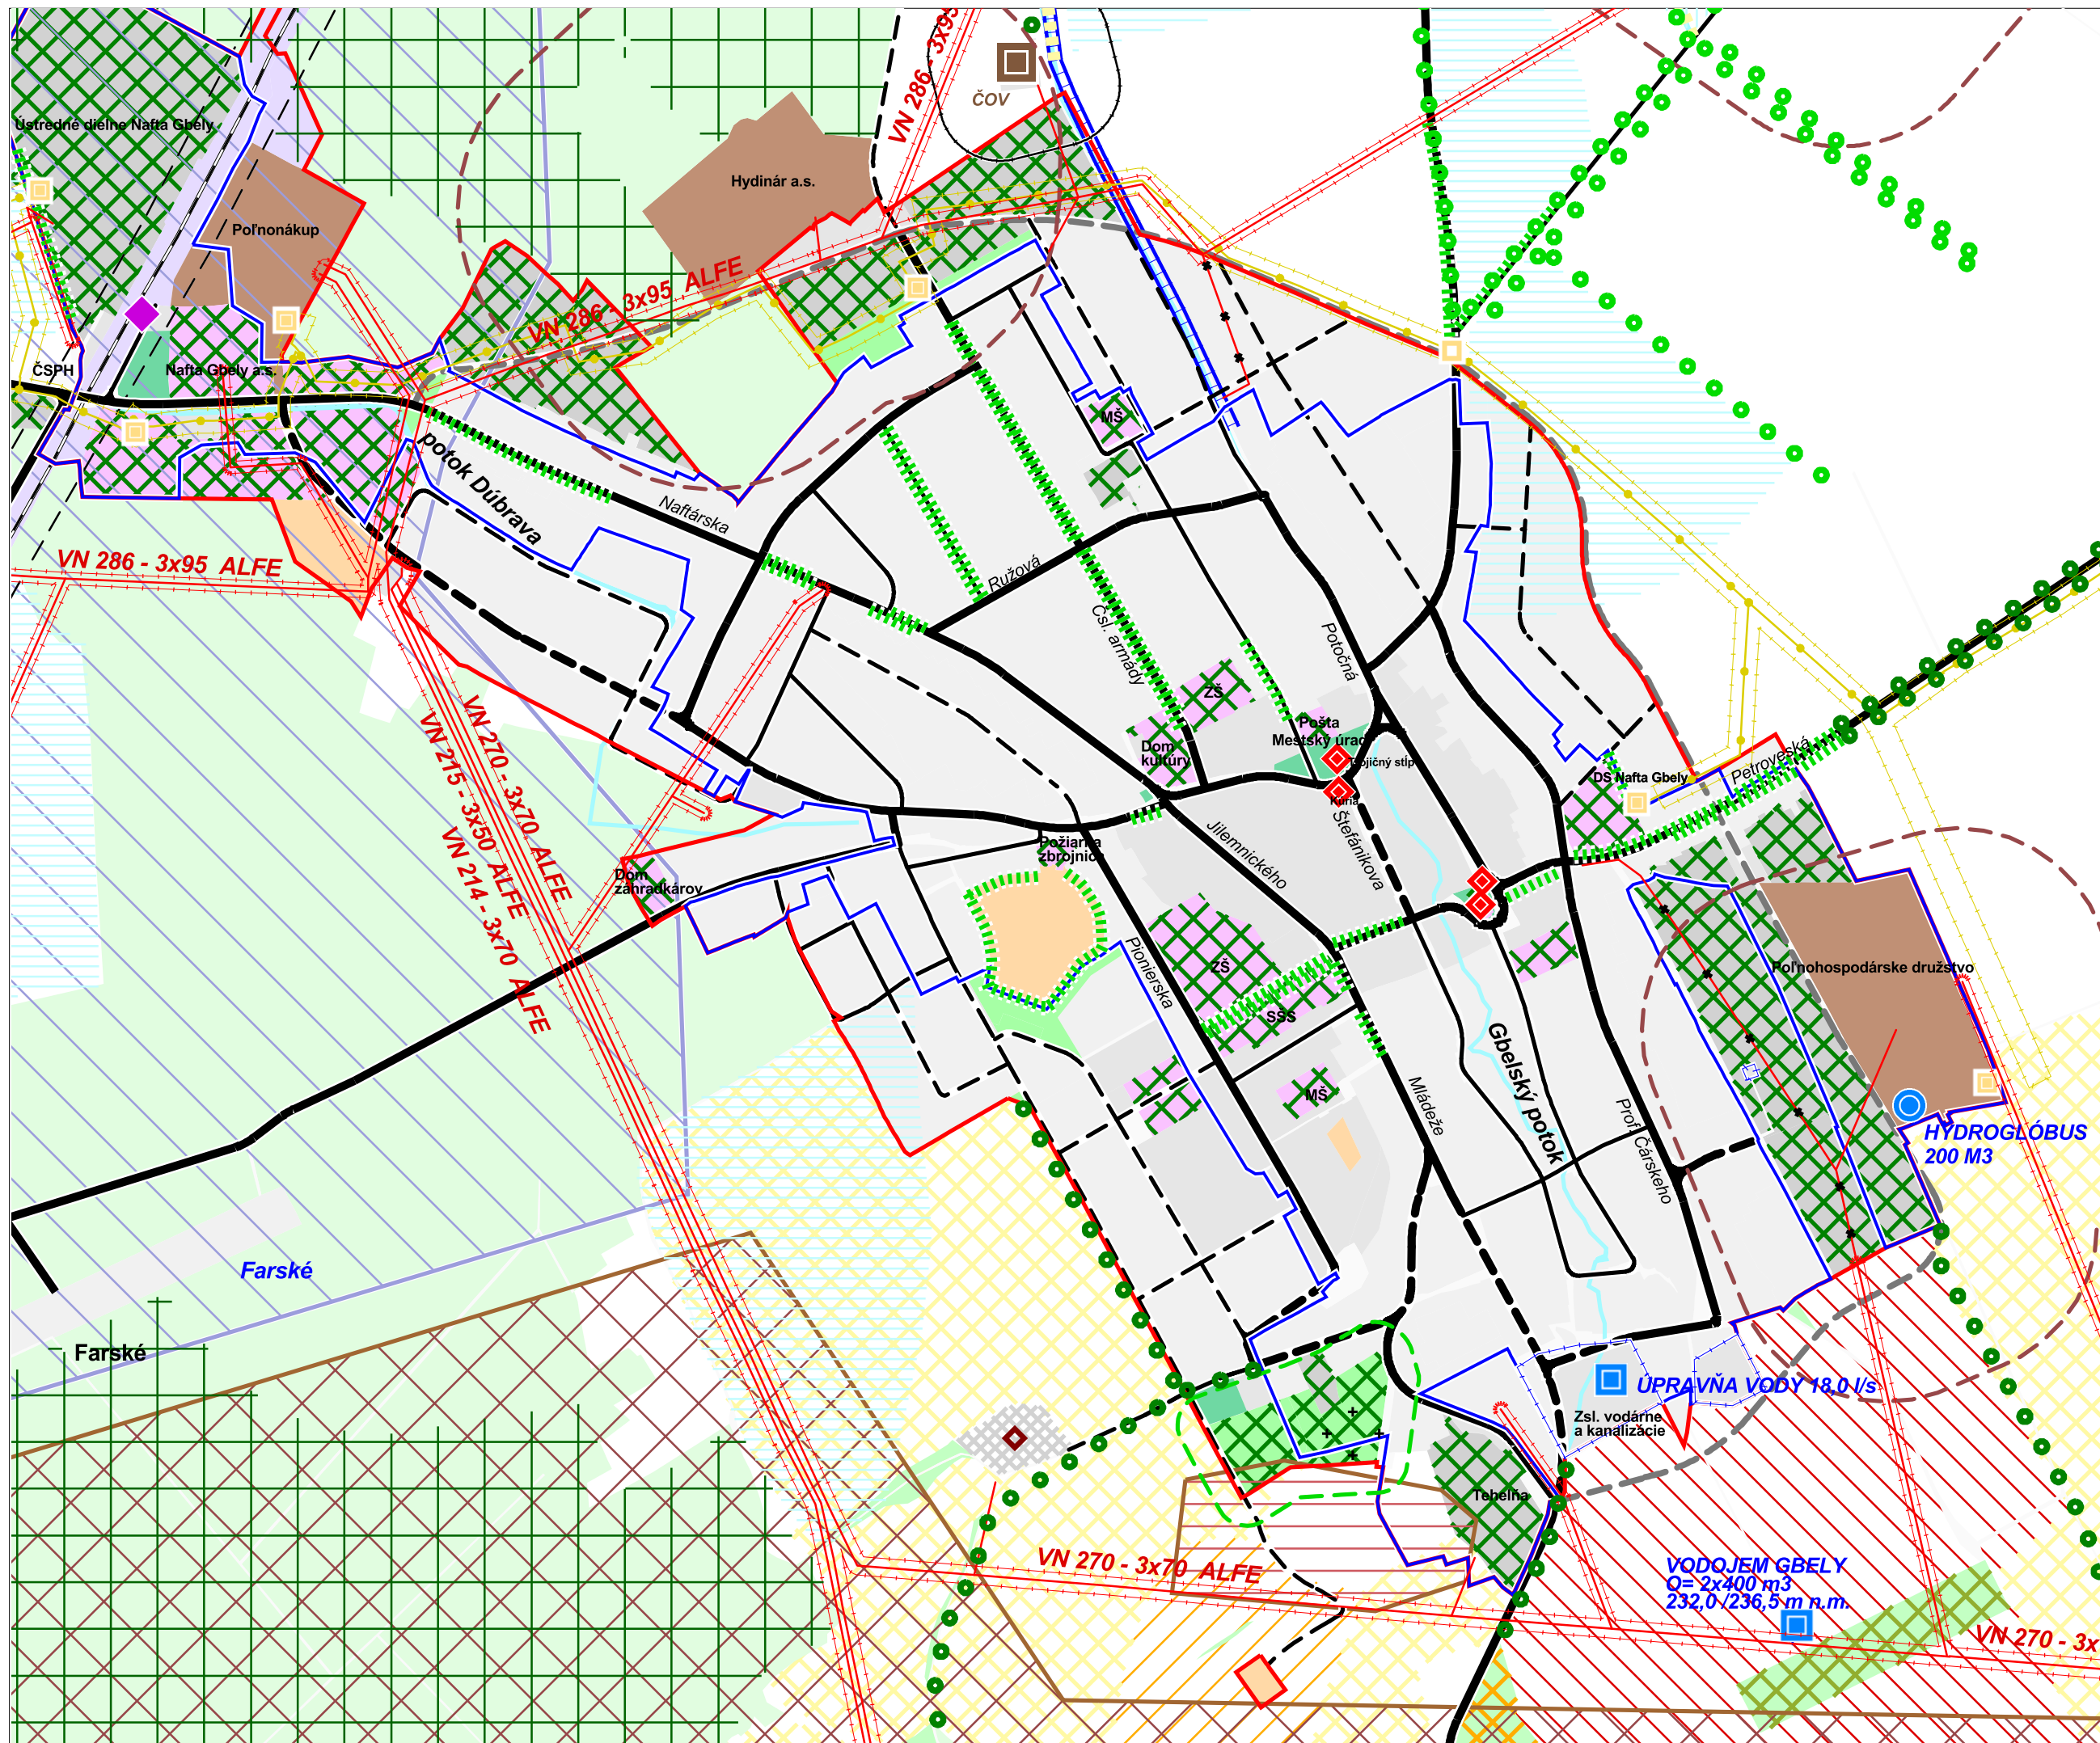 VN 286 - 3x95
ČOV
Ústredné dielne Nafta Gbely
Hydinár a.s.
Poľnonákup
VN 286 - 3x95 ALFE
ČSPH
Nafta Gbely a.s.
MŠ
potok Dúbrava
Naftárska
VN 286 - 3x95 ALFE
Ružová
Čsl. armády
Potočná
ZŠ
Pošta
Mestský úrad
Dom
kultúry
Kúria
DS Nafta Gbely
Petroveská
VN 270 - 3x70 ALFE
VN 215 - 3x50 ALFE
VN 214 - 3x70 ALFE
Jilemnického
Štefánikova
Požiarna
zbrojnica
Dom
záhradkárov
Pionierska
ZŠ
SŠS
Poľnohospodárske družstvo
Gbelský potok
MŠ
Mládeže
Prof. Čárskeho
HYDROGLÓBUS
200 M3
Farské
Farské
ÚPRAVŇA VODY 18,0 l/s
Zsl. vodárne
a kanalizácie
Tehelňa
VN 270 - 3x70 ALFE
VODOJEM GBELY
Q= 2x400 m3
232,0 /236,5 m n.m.
VN 270 - 3x